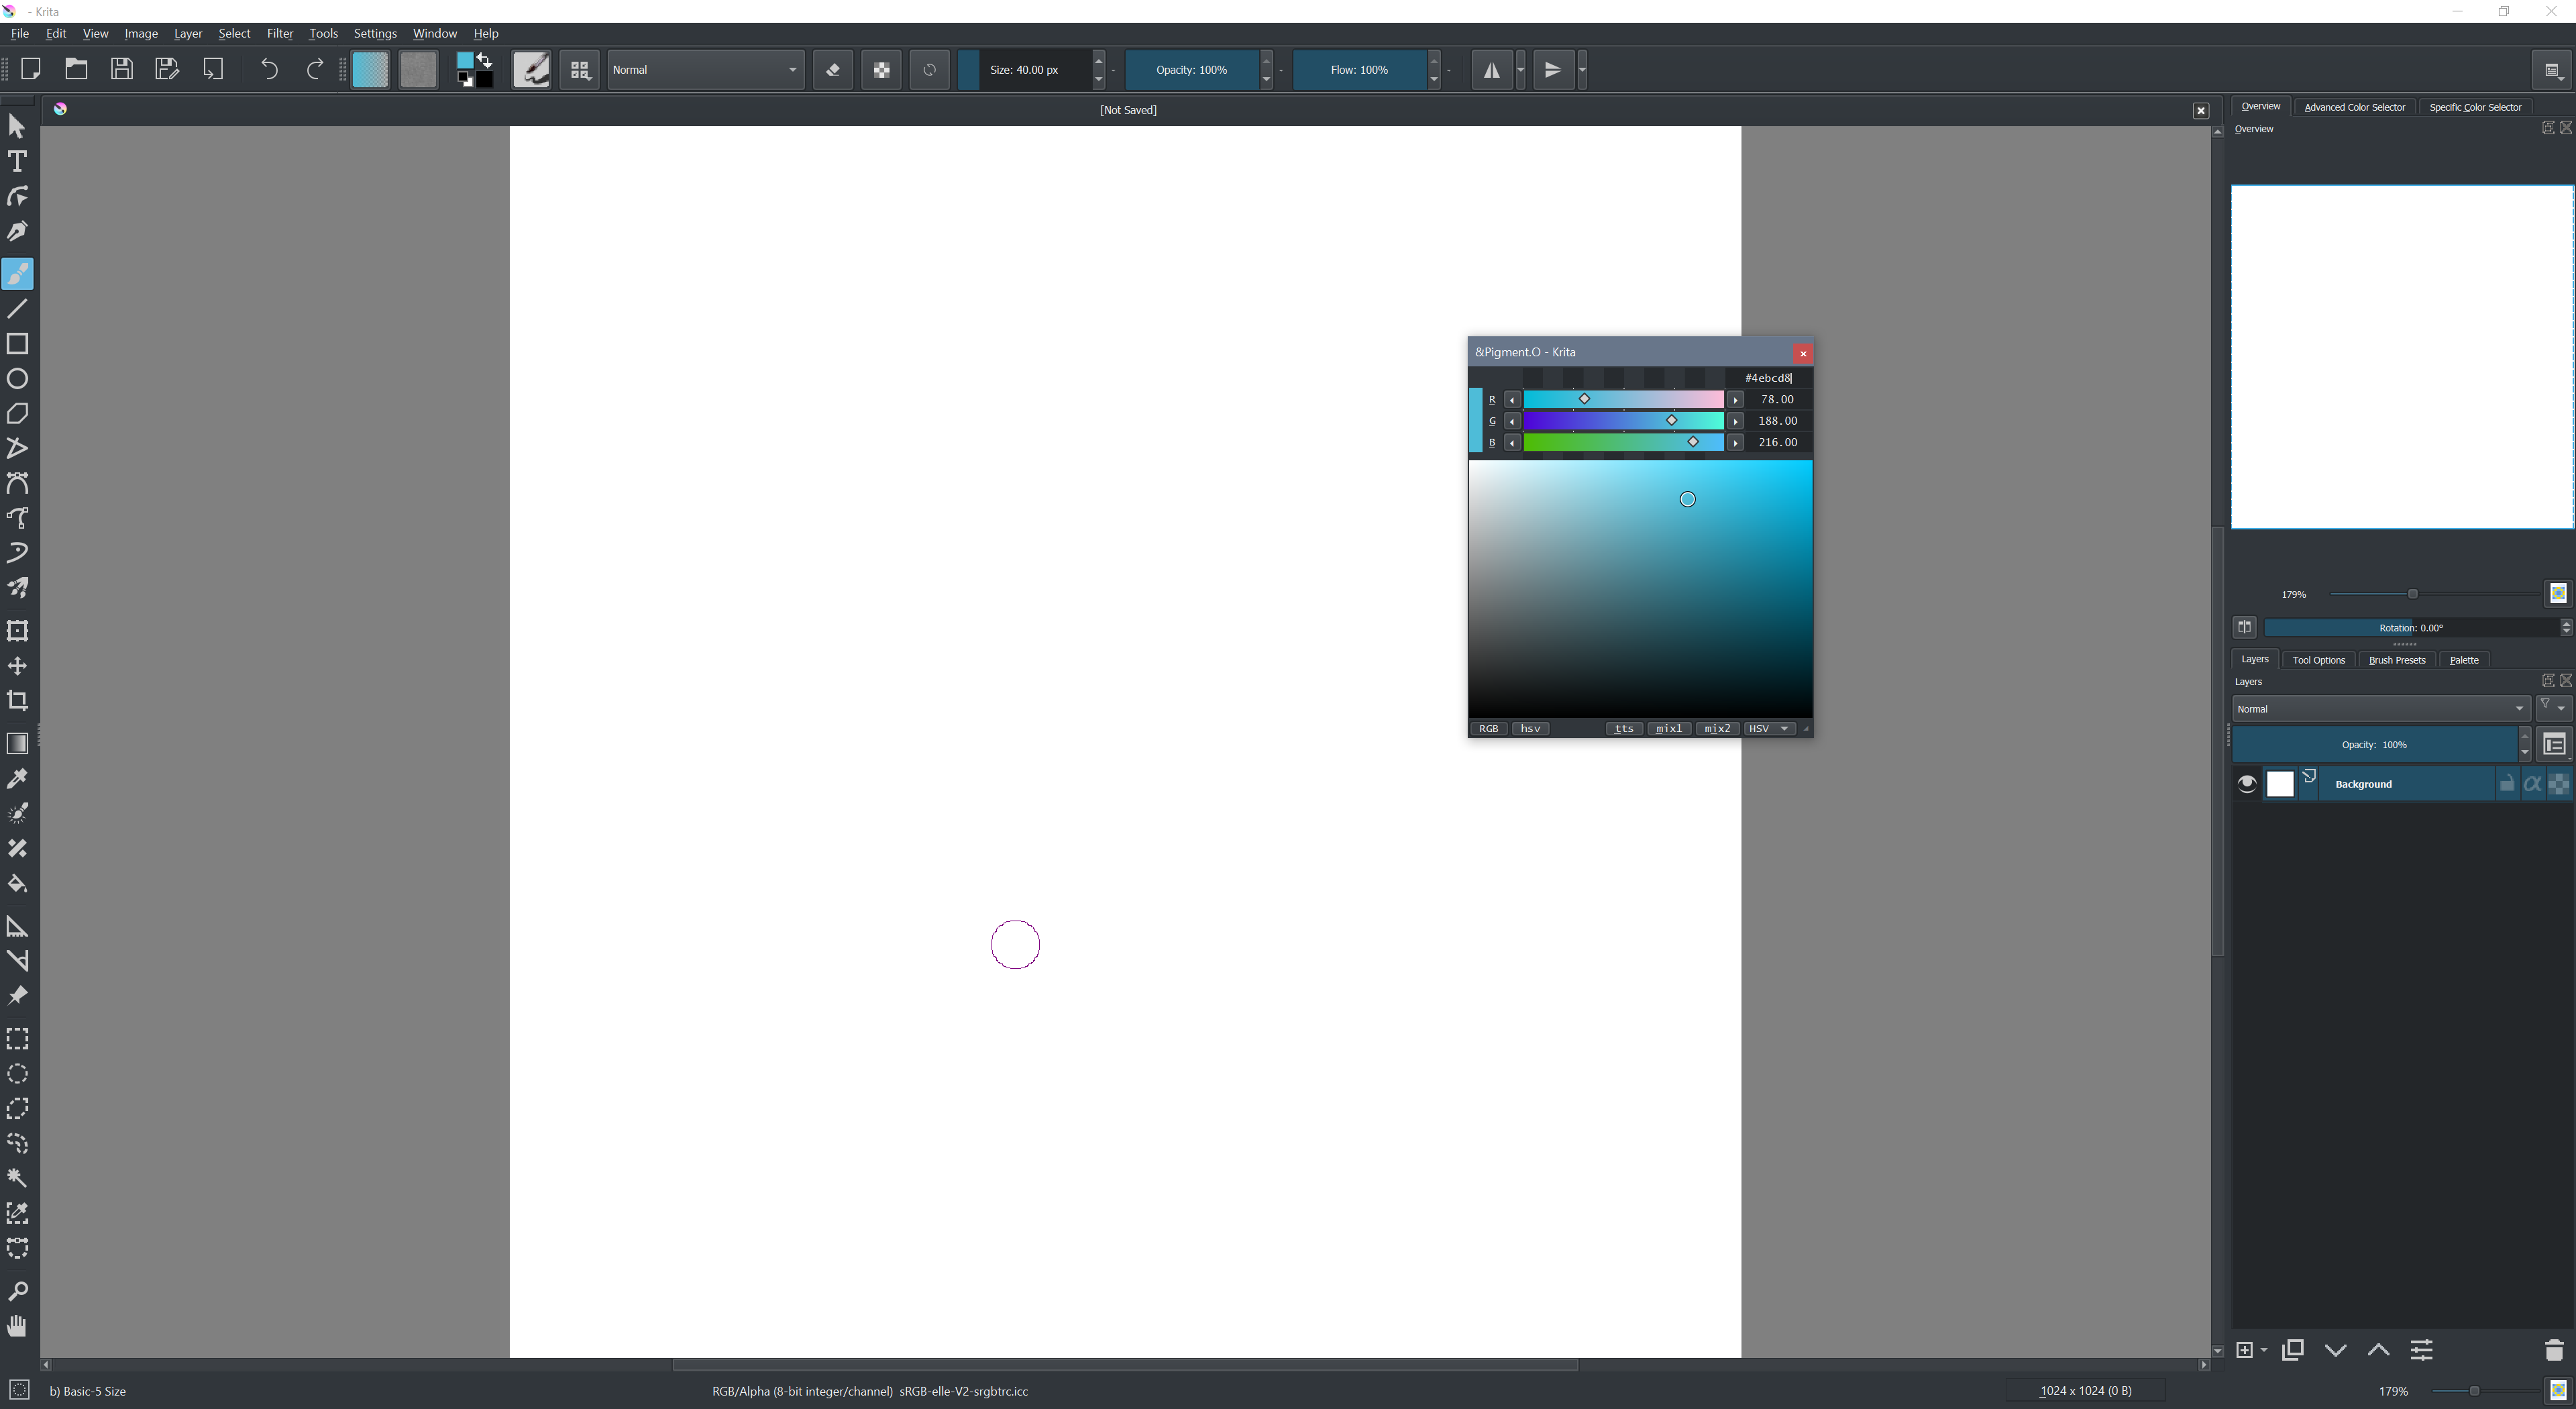 - Krita
File Edit View Image Layer Select Filter Tools Settings Window Help
Normal Size: 40.00 px Opacity: 100% Flow: 100%
[Not Saved]
Overview Advanced Color Selector Specific Color Selector
Overview
&Pigment.O - Krita
#4ebcd8
R 78.00
G 188.00
B 216.00
RGB hsv tts mix1 mix2 HSV
179%
Rotation: 0.00°
Layers Tool Options Brush Presets Palette
Layers
Normal
Opacity: 100%
Background
b) Basic-5 Size RGB/Alpha (8-bit integer/channel) sRGB-elle-V2-srgbtrc.icc 1024 x 1024 (0 B) 179%